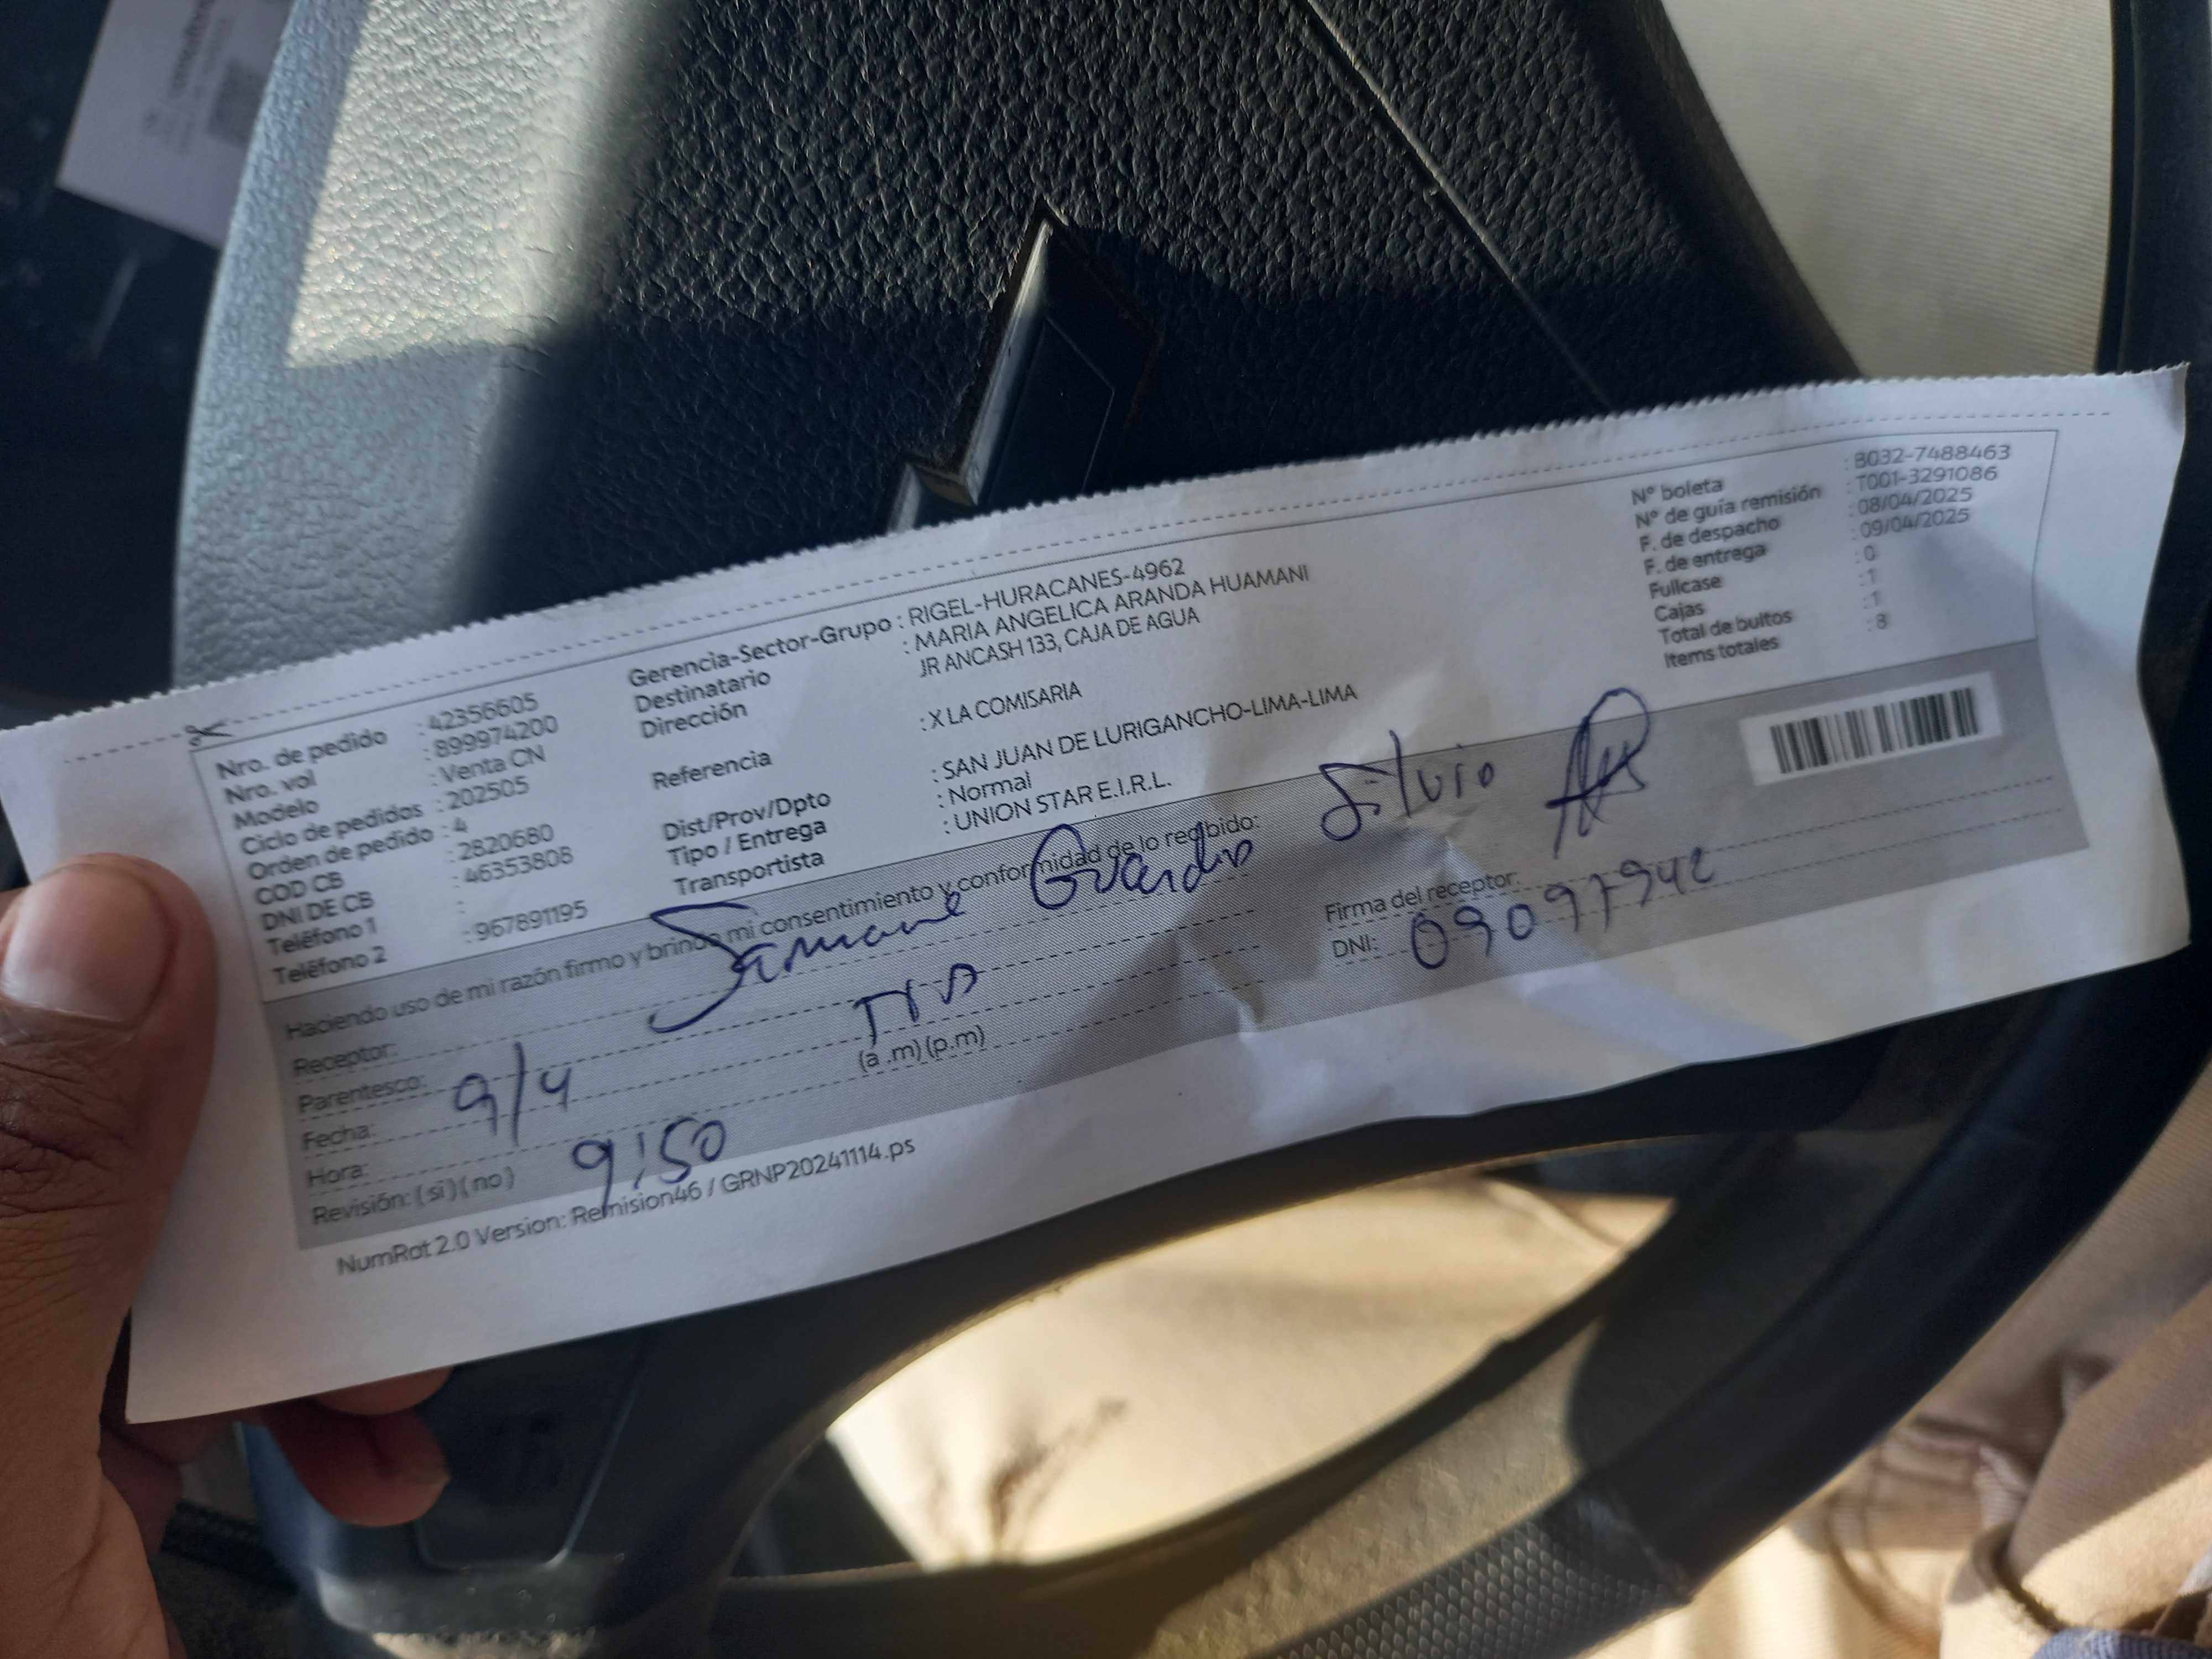 Nro. de pedido : 42356605
Nro. vol : 899974200
Modelo : Venta CN
Ciclo de pedidos : 202505
Orden de pedido : 4
COD CB : 2820680
DNI DE CB : 46353808
Teléfono 1 :
Teléfono 2 : 967891195
Gerencia-Sector-Grupo : RIGEL-HURACANES-4962
Destinatario : MARIA ANGELICA ARANDA HUAMANI
Dirección JR ANCASH 133, CAJA DE AGUA
Referencia : X LA COMISARIA
Dist/Prov/Dpto : SAN JUAN DE LURIGANCHO-LIMA-LIMA
Tipo / Entrega : Normal
Transportista : UNION STAR E.I.R.L.
N° boleta : B032-7488463
N° de guía remisión : T001-3291086
F. de despacho : 08/04/2025
F. de entrega : 09/04/2025
Fullcase : 0
Cajas : 1
Total de bultos : 1
Items totales : 8
Haciendo uso de mi razón firmo y brindo mi consentimiento y conformidad de lo recibido:
Receptor: Silvio
Parentesco:
Fecha: 9/4
Hora: 9:50 (a.m) (p.m)
Revisión: (si) (no)
Firma del receptor:
DNI: 09097942
NumRot 2.0 Version: Remision46 / GRNP20241114.ps